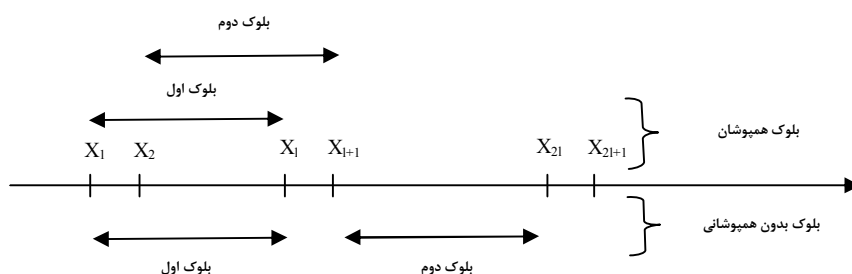 بلوک دوم
بلوک اول
بلوک همپوشان
X₁ X₂ Xₗ Xₗ₊₁ X₂ₗ X₂ₗ₊₁
بلوک بدون همپوشانی
بلوک اول بلوک دوم